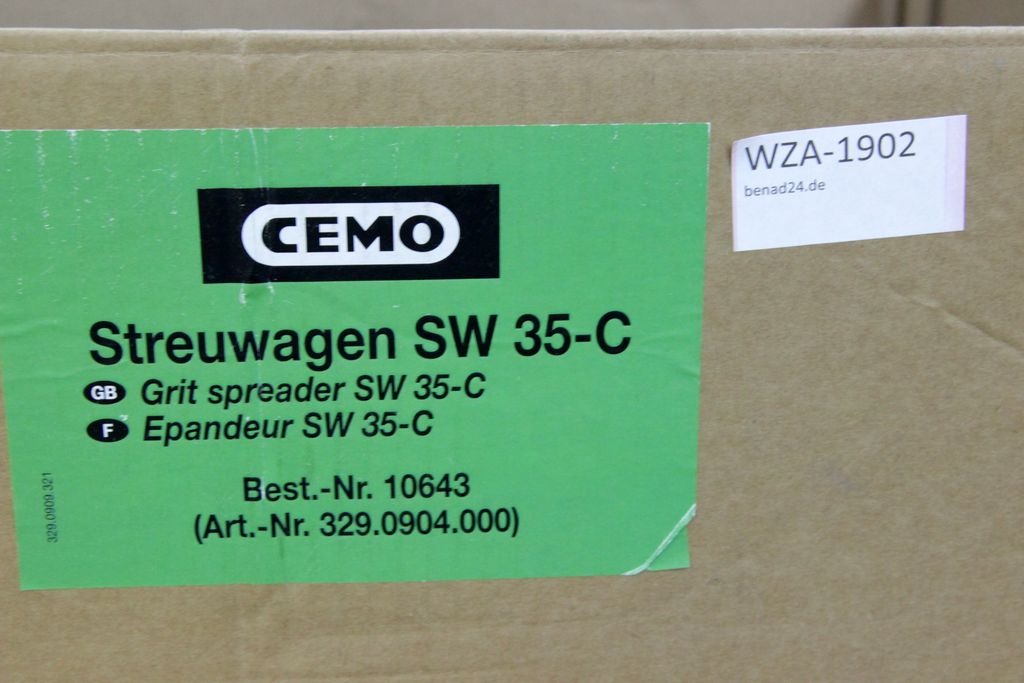 CEMO
Streuwagen SW 35-C
GB Grit spreader SW 35-C
F Epandeur SW 35-C
Best.-Nr. 10643
(Art.-Nr. 329.0904.000)
329.0909.321
WZA-1902
benad24.de